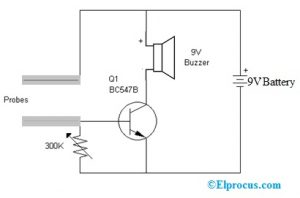 9V
Buzzer
Q1
BC547B
Probes
9V Battery
300K
©Elprocus.com